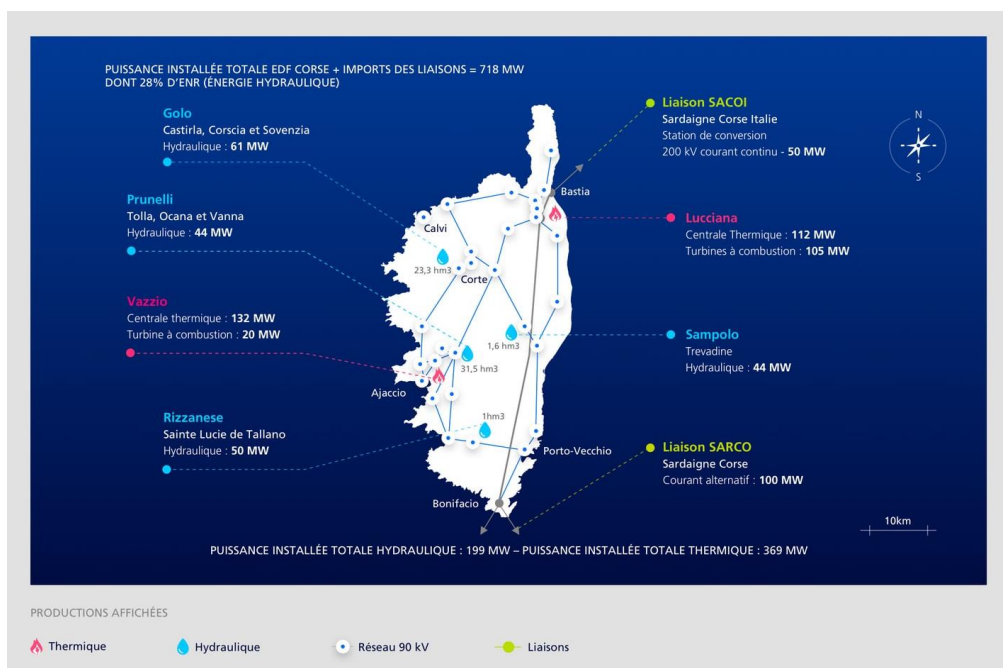 PUISSANCE INSTALLÉE TOTALE EDF CORSE + IMPORTS DES LIAISONS = 718 MW
DONT 28% D'ENR (ÉNERGIE HYDRAULIQUE)
Golo
Castirla, Corscia et Sovenzia
Hydraulique : 61 MW
Prunelli
Tolla, Ocana et Vanna
Hydraulique : 44 MW
Vazzio
Centrale thermique : 132 MW
Turbine à combustion : 20 MW
Rizzanese
Sainte Lucie de Tallano
Hydraulique : 50 MW
Bastia
Calvi
23,3 hm3
Corte
1,6 hm3
31,5 hm3
Ajaccio
1hm3
Porto-Vecchio
Bonifacio
Liaison SACOI
Sardaigne Corse Italie
Station de conversion
200 kV courant continu - 50 MW
Lucciana
Centrale Thermique : 112 MW
Turbines à combustion : 105 MW
Sampolo
Trevadine
Hydraulique : 44 MW
Liaison SARCO
Sardaigne Corse
Courant alternatif : 100 MW
N
S
10km
PUISSANCE INSTALLÉE TOTALE HYDRAULIQUE : 199 MW – PUISSANCE INSTALLÉE TOTALE THERMIQUE : 369 MW
PRODUCTIONS AFFICHÉES
Thermique
Hydraulique
Réseau 90 kV
Liaisons